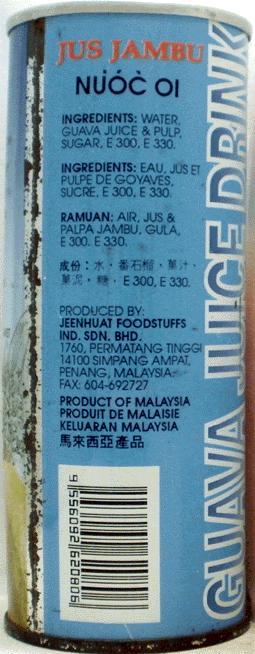 JUS JAMBU
NƯỚC OI
INGREDIENTS: WATER,
GUAVA JUICE & PULP,
SUGAR, E 300, E 330.
INGREDIENTS: EAU, JUS ET
PULPE DE GOYAVES,
SUCRE, E 300, E 330.
RAMUAN: AIR, JUS &
PALPA JAMBU, GULA,
E 300. E 330.
成份：水，番石榴，菓汁，
菓泥，糖，E 300, E 330.
PRODUCED BY:
JEENHUAT FOODSTUFFS
IND. SDN. BHD.
1760, PERMATANG TINGGI
14100 SIMPANG AMPAT,
PENANG, MALAYSIA.
FAX: 604-692727
PRODUCT OF MALAYSIA
PRODUIT DE MALAISIE
KELUARAN MALAYSIA
馬來西亞產品
GUAVA JUICE DRINK